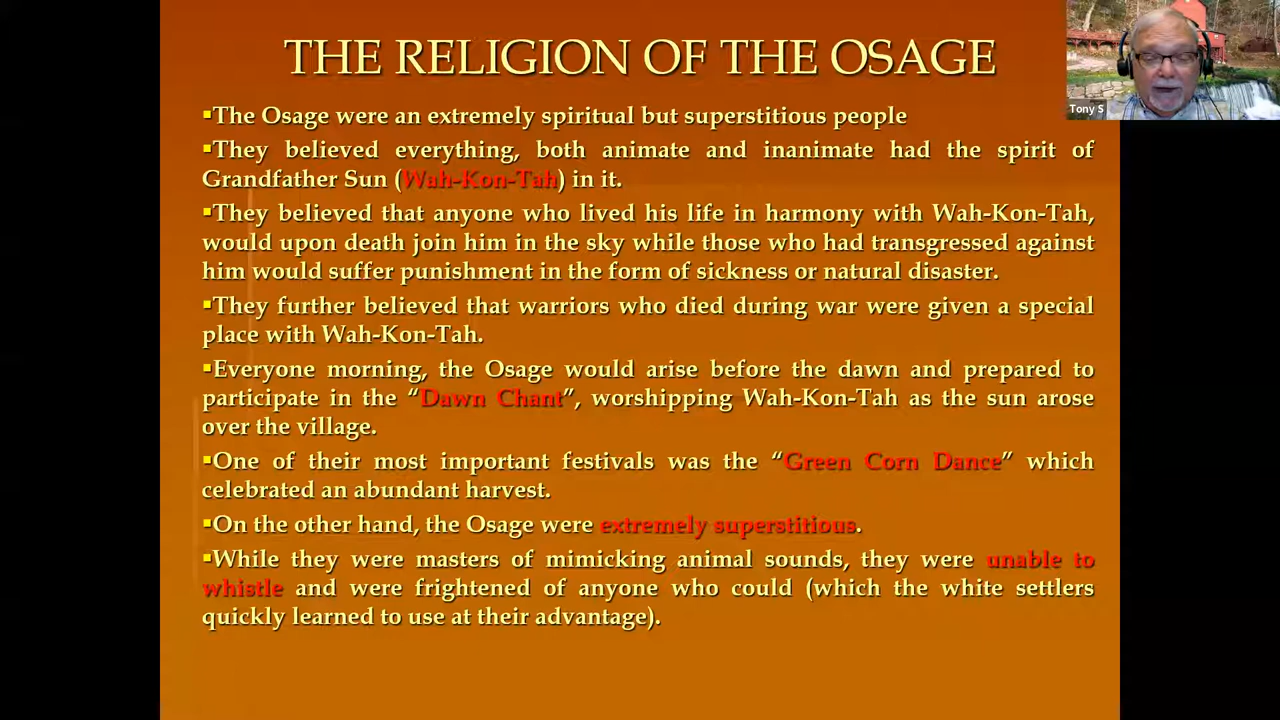 THE RELIGION OF THE OSAGE
▪The Osage were an extremely spiritual but superstitious people
▪They believed everything, both animate and inanimate had the spirit of
Grandfather Sun (Wah-Kon-Tah) in it.
▪They believed that anyone who lived his life in harmony with Wah-Kon-Tah,
would upon death join him in the sky while those who had transgressed against
him would suffer punishment in the form of sickness or natural disaster.
▪They further believed that warriors who died during war were given a special
place with Wah-Kon-Tah.
▪Everyone morning, the Osage would arise before the dawn and prepared to
participate in the “Dawn Chant”, worshipping Wah-Kon-Tah as the sun arose
over the village.
▪One of their most important festivals was the “Green Corn Dance” which
celebrated an abundant harvest.
▪On the other hand, the Osage were extremely superstitious.
▪While they were masters of mimicking animal sounds, they were unable to
whistle and were frightened of anyone who could (which the white settlers
quickly learned to use at their advantage).
Tony S